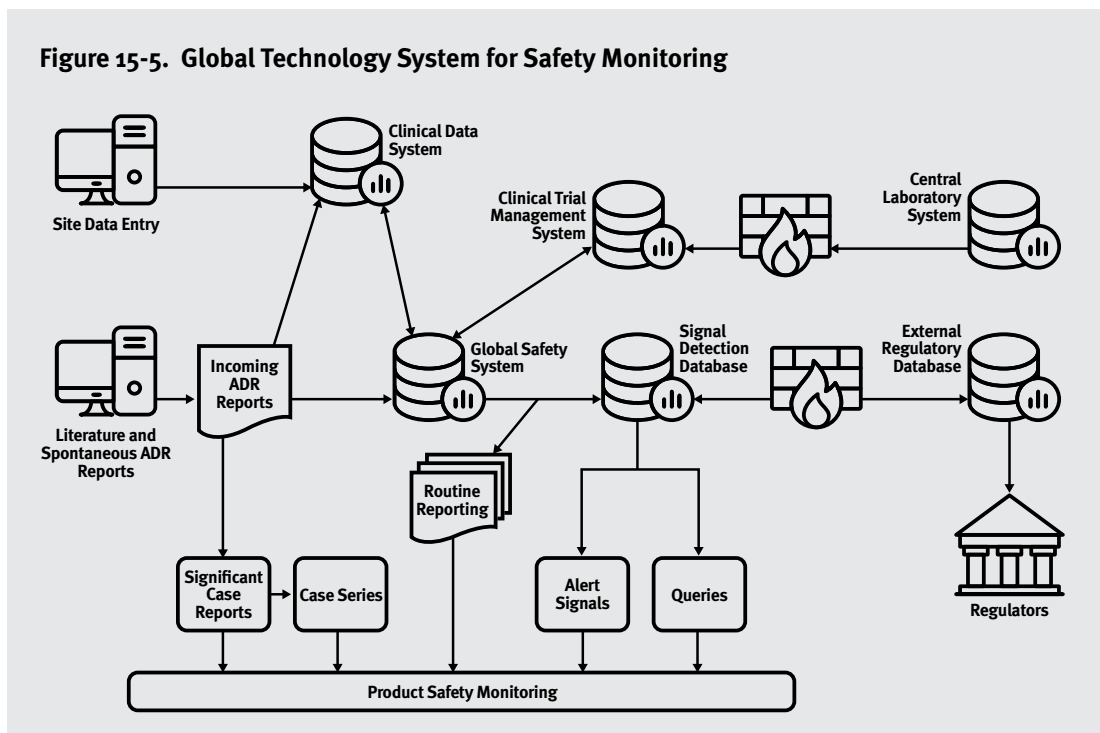 Figure 15-5. Global Technology System for Safety Monitoring
Clinical Data
System
Site Data Entry
Clinical Trial
Management
System
Central
Laboratory
System
Incoming
ADR
Reports
Literature and
Spontaneous ADR
Reports
Global Safety
System
Signal
Detection
Database
External
Regulatory
Database
Routine
Reporting
Significant
Case
Reports
Case Series
Alert
Signals
Queries
Regulators
Product Safety Monitoring